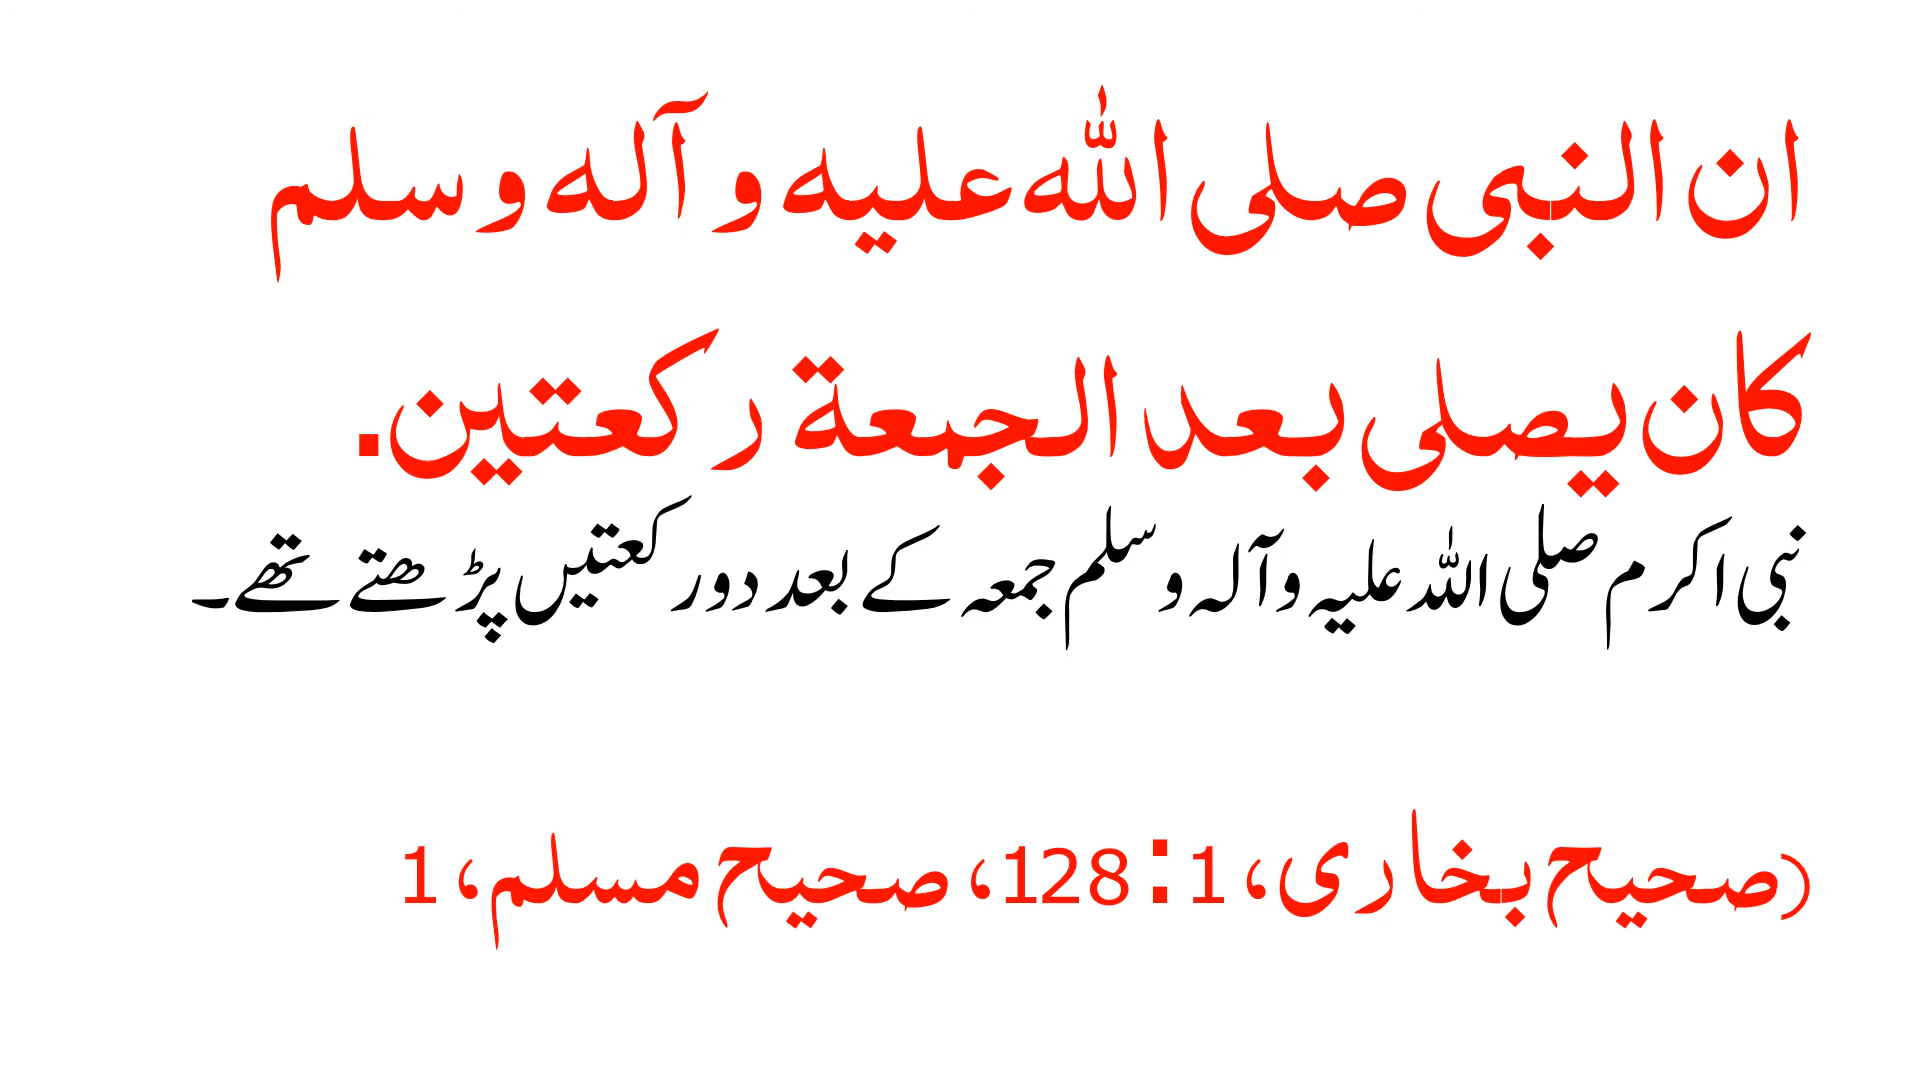 ان النبی صلی اللہ علیہ و آلہ وسلم
کان یصلی بعد الجمعة رکعتین.
نبی اکرم صلی اللہ علیہ وآلہ وسلم جمعہ کے بعد دو رکعتیں پڑھتے تھے۔
(صحیح بخاری، 1: 128، صحیح مسلم، 1